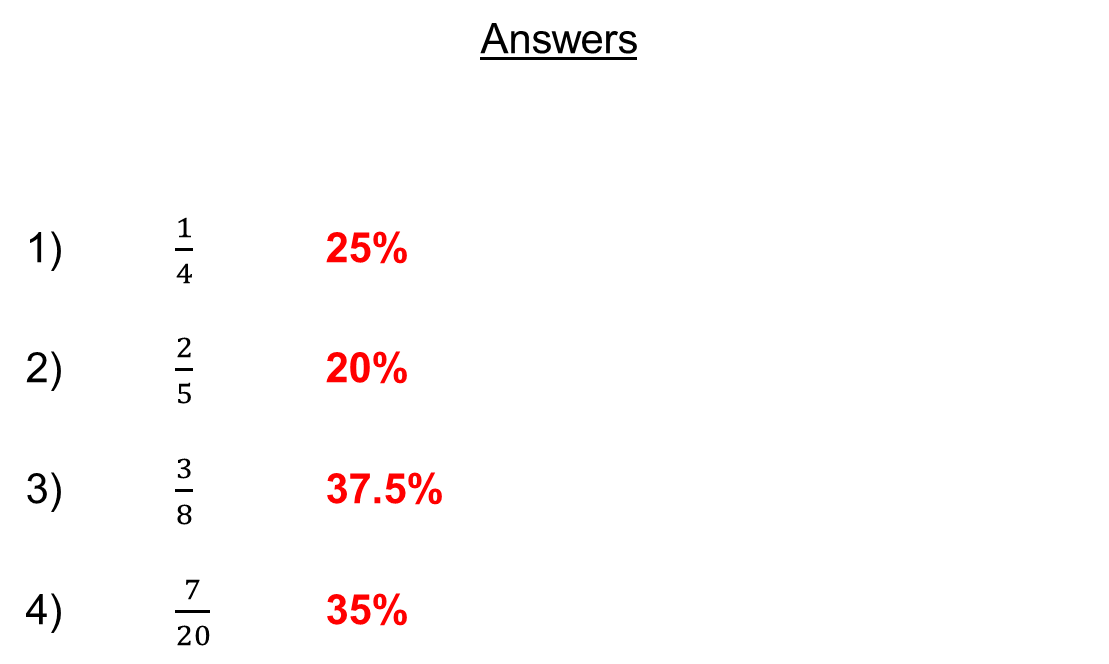 Answers
1) 1/4 25%
2) 2/5 20%
3) 3/8 37.5%
4) 7/20 35%